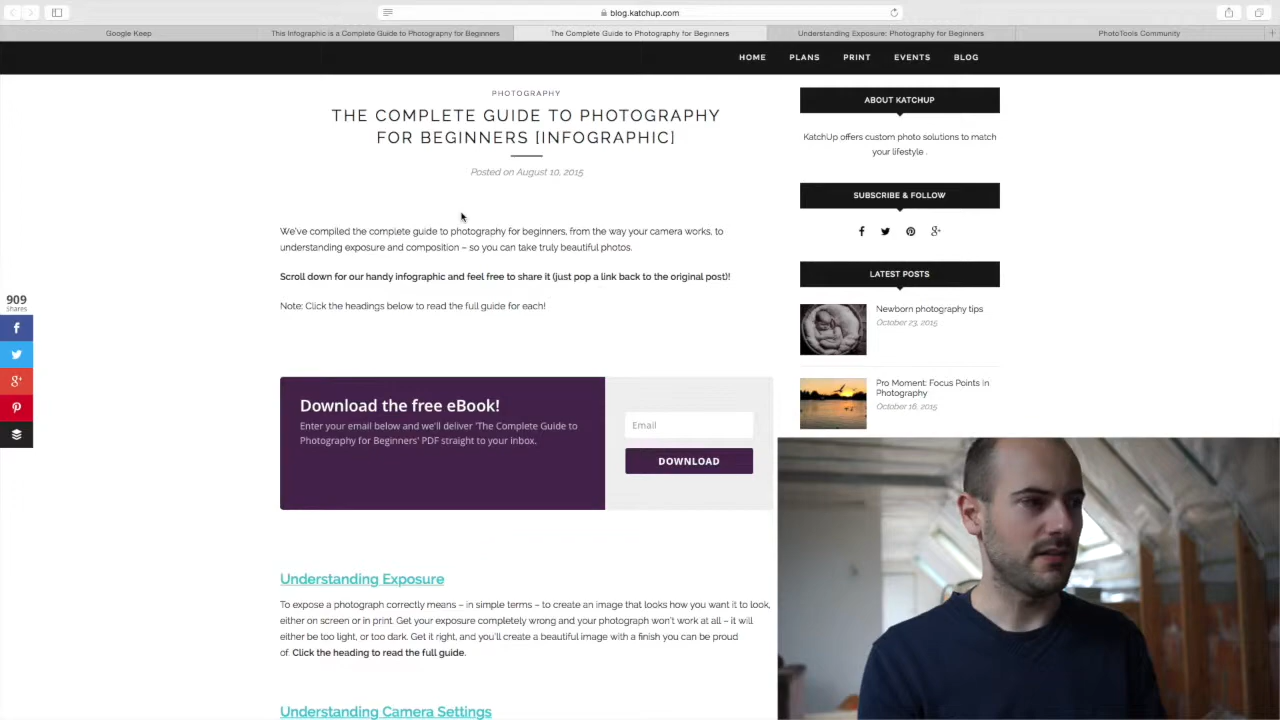 blog.katchup.com
Google Keep
This Infographic is a Complete Guide to Photography for Beginners
The Complete Guide to Photography for Beginners
Understanding Exposure: Photography for Beginners
PhotoTools Community
HOME PLANS PRINT EVENTS BLOG
PHOTOGRAPHY
THE COMPLETE GUIDE TO PHOTOGRAPHY
FOR BEGINNERS [INFOGRAPHIC]
Posted on August 10, 2015
We've compiled the complete guide to photography for beginners, from the way your camera works, to
understanding exposure and composition – so you can take truly beautiful photos.
Scroll down for our handy infographic and feel free to share it (just pop a link back to the original post)!
Note: Click the headings below to read the full guide for each!
909
shares
Download the free eBook!
Enter your email below and we'll deliver 'The Complete Guide to
Photography for Beginners' PDF straight to your inbox.
Email
DOWNLOAD
Understanding Exposure
To expose a photograph correctly means – in simple terms – to create an image that looks how you want it to look,
either on screen or in print. Get your exposure completely wrong and your photograph won't work at all – it will
either be too light, or too dark. Get it right, and you'll create a beautiful image with a finish you can be proud
of. Click the heading to read the full guide.
Understanding Camera Settings
ABOUT KATCHUP
KatchUp offers custom photo solutions to match
your lifestyle .
SUBSCRIBE & FOLLOW
LATEST POSTS
Newborn photography tips
October 23, 2015
Pro Moment: Focus Points in
Photography
October 16, 2015